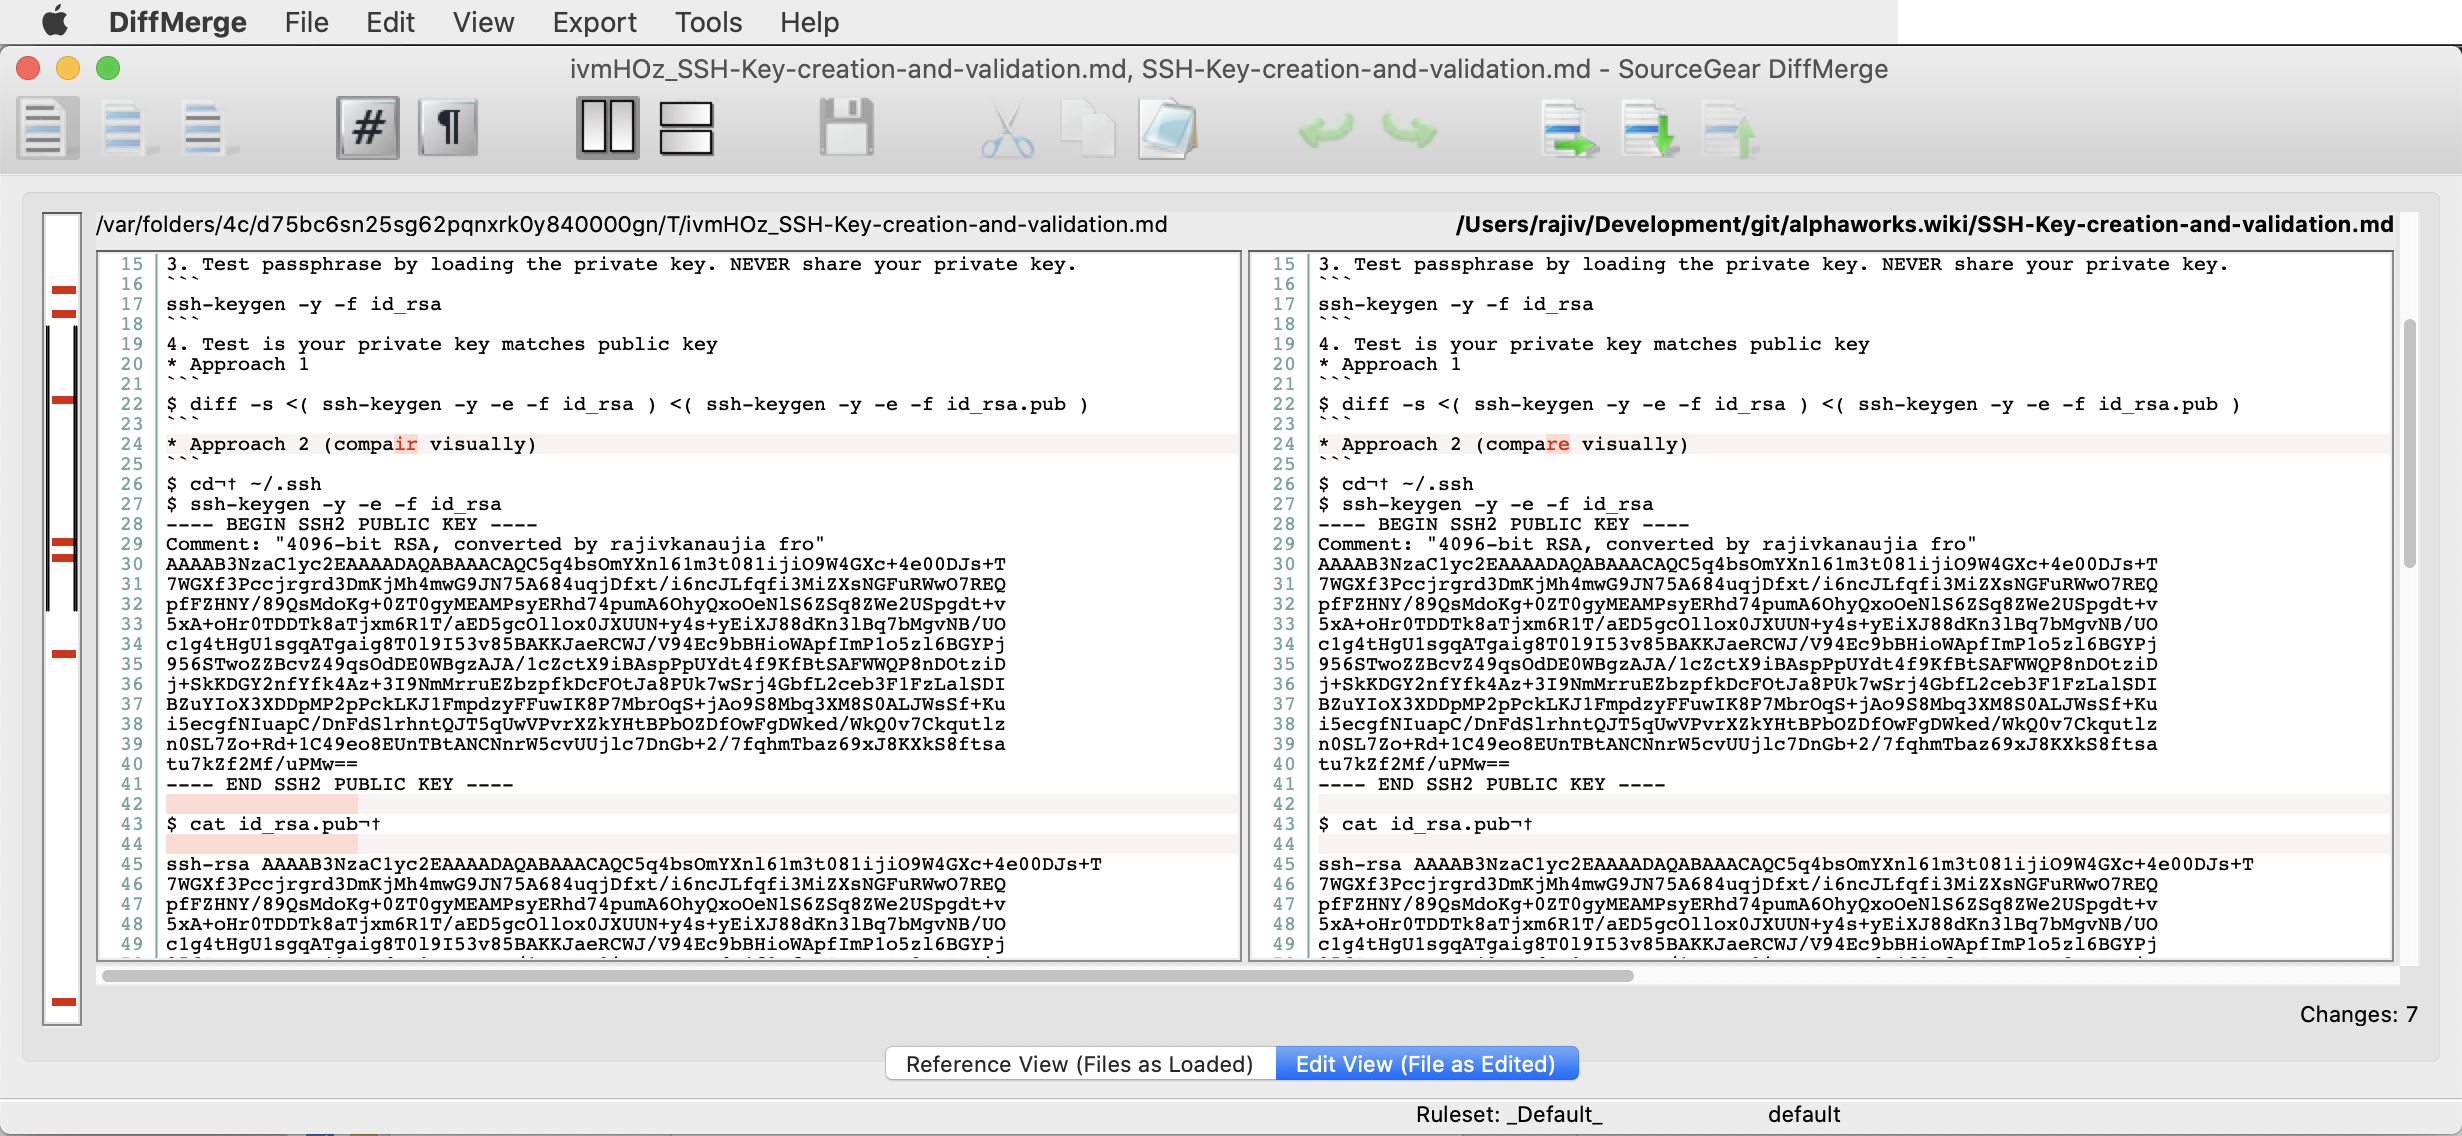 DiffMerge File Edit View Export Tools Help
ivmHOz_SSH-Key-creation-and-validation.md, SSH-Key-creation-and-validation.md - SourceGear DiffMerge
# ¶
/var/folders/4c/d75bc6sn25sg62pqnxrk0y840000gn/T/ivmHOz_SSH-Key-creation-and-validation.md
15 3. Test passphrase by loading the private key. NEVER share your private key.
16 ```
17 ssh-keygen -y -f id_rsa
18 ```
19 4. Test is your private key matches public key
20 * Approach 1
21 ```
22 $ diff -s <( ssh-keygen -y -e -f id_rsa ) <( ssh-keygen -y -e -f id_rsa.pub )
23 ```
24 * Approach 2 (compair visually)
25 ```
26 $ cd¬† ~/.ssh
27 $ ssh-keygen -y -e -f id_rsa
28 ---- BEGIN SSH2 PUBLIC KEY ----
29 Comment: "4096-bit RSA, converted by rajivkanaujia fro"
30 AAAAB3NzaC1yc2EAAAADAQABAAACAQC5q4bsOmYXnl61m3t081ijiO9W4GXc+4e00DJs+T
31 7WGXf3Pccjrgrd3DmKjMh4mwG9JN75A684uqjDfxt/i6ncJLfqfi3MiZXsNGFuRWwO7REQ
32 pfFZHNY/89QsMdoKg+0ZT0gyMEAMPsyERhd74pumA6OhyQxoOeNlS6ZSq8ZWe2USpgdt+v
33 5xA+oHr0TDDTk8aTjxm6R1T/aED5gcOllox0JXUUN+y4s+yEiXJ88dKn3lBq7bMgvNB/UO
34 c1g4tHgU1sgqATgaig8T0l9I53v85BAKKJaeRCWJ/V94Ec9bBHioWApfImP1o5zl6BGYPj
35 956STwoZZBcvZ49qsOdDE0WBgzAJA/1cZctX9iBAspPpUYdt4f9KfBtSAFWWQP8nDOtziD
36 j+SkKDGY2nfYfk4Az+3I9NmMrruEZbzpfkDcFOtJa8PUk7wSrj4GbfL2ceb3F1FzLalSDI
37 BZuYIoX3XDDpMP2pPckLKJ1FmpdzyFFuwIK8P7MbrOqS+jAo9S8Mbq3XM8S0ALJWsSf+Ku
38 i5ecgfNIuapC/DnFdSlrhntQJT5qUwVPvrXZkYHtBPbOZDfOwFgDWked/WkQ0v7Ckqutlz
39 n0SL7Zo+Rd+1C49eo8EUnTBtANCNnrW5cvUUjlc7DnGb+2/7fqhmTbaz69xJ8KXkS8ftsa
40 tu7kZf2Mf/uPMw==
41 ---- END SSH2 PUBLIC KEY ----
42
43 $ cat id_rsa.pub¬†
44
45 ssh-rsa AAAAB3NzaC1yc2EAAAADAQABAAACAQC5q4bsOmYXnl61m3t081ijiO9W4GXc+4e00DJs+T
46 7WGXf3Pccjrgrd3DmKjMh4mwG9JN75A684uqjDfxt/i6ncJLfqfi3MiZXsNGFuRWwO7REQ
47 pfFZHNY/89QsMdoKg+0ZT0gyMEAMPsyERhd74pumA6OhyQxoOeNlS6ZSq8ZWe2USpgdt+v
48 5xA+oHr0TDDTk8aTjxm6R1T/aED5gcOllox0JXUUN+y4s+yEiXJ88dKn3lBq7bMgvNB/UO
49 c1g4tHgU1sgqATgaig8T0l9I53v85BAKKJaeRCWJ/V94Ec9bBHioWApfImP1o5zl6BGYPj
/Users/rajiv/Development/git/alphaworks.wiki/SSH-Key-creation-and-validation.md
15 3. Test passphrase by loading the private key. NEVER share your private key.
16 ```
17 ssh-keygen -y -f id_rsa
18 ```
19 4. Test is your private key matches public key
20 * Approach 1
21 ```
22 $ diff -s <( ssh-keygen -y -e -f id_rsa ) <( ssh-keygen -y -e -f id_rsa.pub )
23 ```
24 * Approach 2 (compare visually)
25 ```
26 $ cd¬† ~/.ssh
27 $ ssh-keygen -y -e -f id_rsa
28 ---- BEGIN SSH2 PUBLIC KEY ----
29 Comment: "4096-bit RSA, converted by rajivkanaujia fro"
30 AAAAB3NzaC1yc2EAAAADAQABAAACAQC5q4bsOmYXnl61m3t081ijiO9W4GXc+4e00DJs+T
31 7WGXf3Pccjrgrd3DmKjMh4mwG9JN75A684uqjDfxt/i6ncJLfqfi3MiZXsNGFuRWwO7REQ
32 pfFZHNY/89QsMdoKg+0ZT0gyMEAMPsyERhd74pumA6OhyQxoOeNlS6ZSq8ZWe2USpgdt+v
33 5xA+oHr0TDDTk8aTjxm6R1T/aED5gcOllox0JXUUN+y4s+yEiXJ88dKn3lBq7bMgvNB/UO
34 c1g4tHgU1sgqATgaig8T0l9I53v85BAKKJaeRCWJ/V94Ec9bBHioWApfImP1o5zl6BGYPj
35 956STwoZZBcvZ49qsOdDE0WBgzAJA/1cZctX9iBAspPpUYdt4f9KfBtSAFWWQP8nDOtziD
36 j+SkKDGY2nfYfk4Az+3I9NmMrruEZbzpfkDcFOtJa8PUk7wSrj4GbfL2ceb3F1FzLalSDI
37 BZuYIoX3XDDpMP2pPckLKJ1FmpdzyFFuwIK8P7MbrOqS+jAo9S8Mbq3XM8S0ALJWsSf+Ku
38 i5ecgfNIuapC/DnFdSlrhntQJT5qUwVPvrXZkYHtBPbOZDfOwFgDWked/WkQ0v7Ckqutlz
39 n0SL7Zo+Rd+1C49eo8EUnTBtANCNnrW5cvUUjlc7DnGb+2/7fqhmTbaz69xJ8KXkS8ftsa
40 tu7kZf2Mf/uPMw==
41 ---- END SSH2 PUBLIC KEY ----
42
43 $ cat id_rsa.pub¬†
44
45 ssh-rsa AAAAB3NzaC1yc2EAAAADAQABAAACAQC5q4bsOmYXnl61m3t081ijiO9W4GXc+4e00DJs+T
46 7WGXf3Pccjrgrd3DmKjMh4mwG9JN75A684uqjDfxt/i6ncJLfqfi3MiZXsNGFuRWwO7REQ
47 pfFZHNY/89QsMdoKg+0ZT0gyMEAMPsyERhd74pumA6OhyQxoOeNlS6ZSq8ZWe2USpgdt+v
48 5xA+oHr0TDDTk8aTjxm6R1T/aED5gcOllox0JXUUN+y4s+yEiXJ88dKn3lBq7bMgvNB/UO
49 c1g4tHgU1sgqATgaig8T0l9I53v85BAKKJaeRCWJ/V94Ec9bBHioWApfImP1o5zl6BGYPj
Changes: 7
Reference View (Files as Loaded) Edit View (File as Edited)
Ruleset: _Default_ default